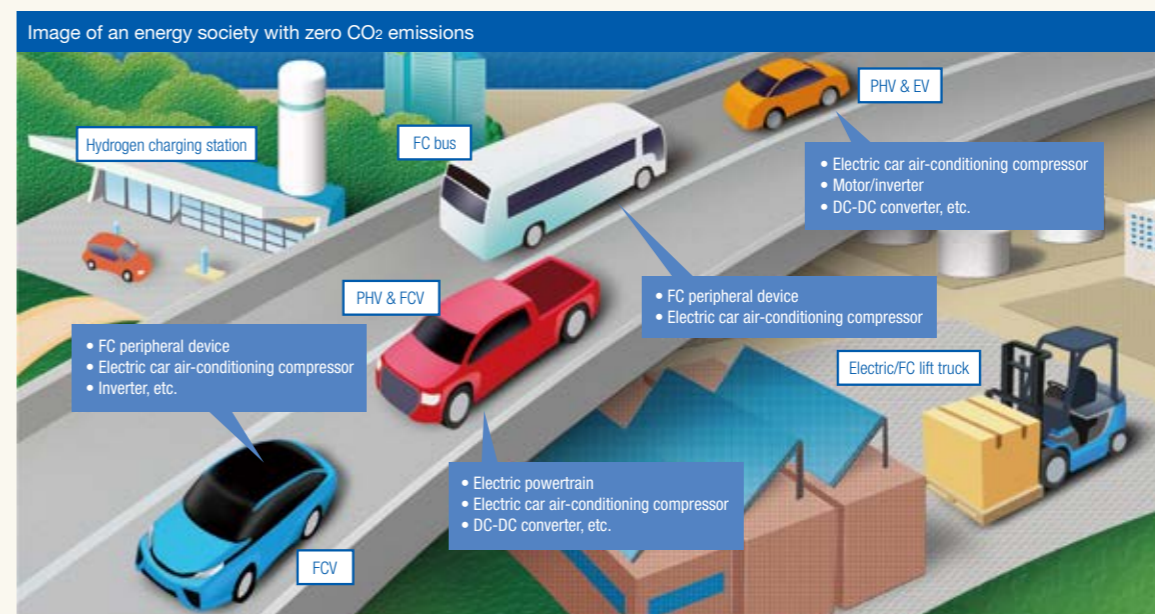 Image of an energy society with zero CO2 emissions
PHV & EV
Hydrogen charging station
FC bus
• Electric car air-conditioning compressor
• Motor/inverter
• DC-DC converter, etc.
PHV & FCV
• FC peripheral device
• Electric car air-conditioning compressor
• FC peripheral device
• Electric car air-conditioning compressor
• Inverter, etc.
Electric/FC lift truck
• Electric powertrain
• Electric car air-conditioning compressor
• DC-DC converter, etc.
FCV